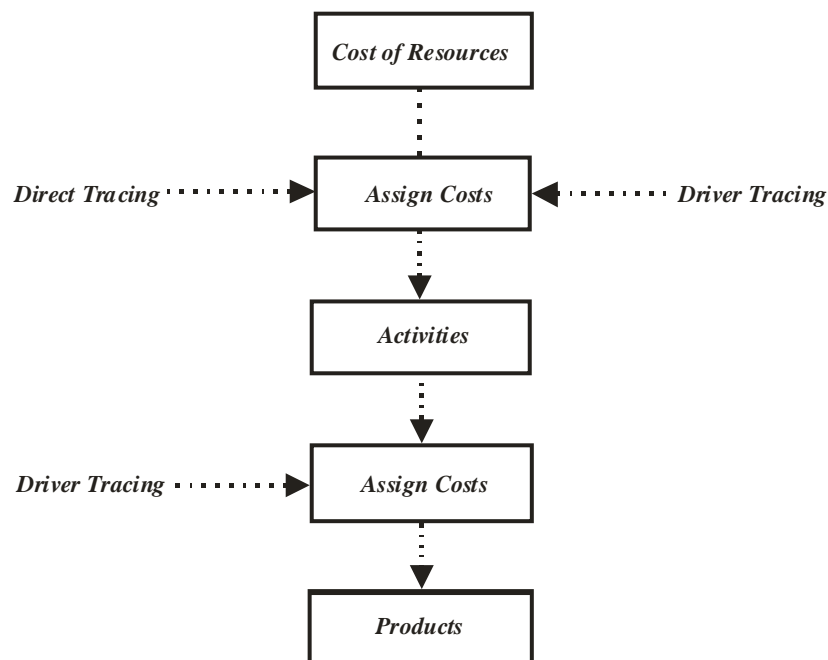 Cost of Resources
Direct Tracing
Assign Costs
Driver Tracing
Activities
Driver Tracing
Assign Costs
Products